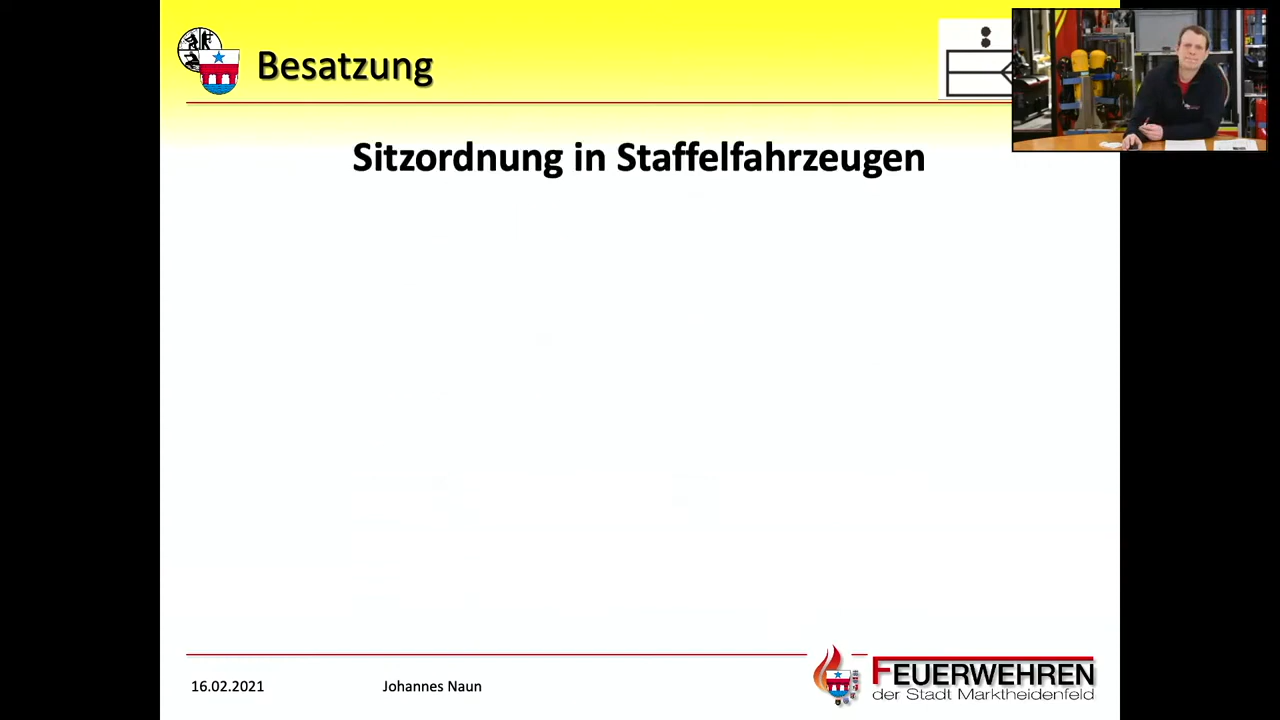 Besatzung
Sitzordnung in Staffelfahrzeugen
16.02.2021
Johannes Naun
FEUERWEHREN
der Stadt Marktheidenfeld